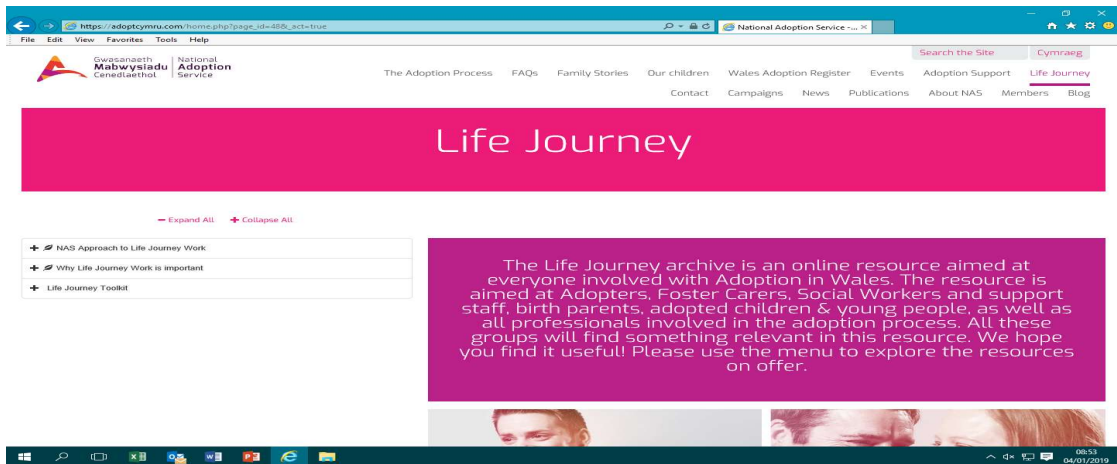 https://adoptcymru.com/home.php?page_id=488(_act=true
National Adoption Service -...
File Edit View Favorites Tools Help
Search the Site Cymraeg
Gwasanaeth
Mabwysiadu
Cenedlaethol
National
Adoption
Service
The Adoption Process FAQs Family Stories Our children Wales Adoption Register Events Adoption Support Life Journey
Contact Campaigns News Publications About NAS Members Blog
Life Journey
Expand All Collapse All
NAS Approach to Life Journey Work
Why Life Journey Work is important
Life Journey Toolkit
The Life Journey archive is an online resource aimed at
everyone involved with Adoption in Wales. The resource is
aimed at Adopters, Foster Carers, Social Workers and support
staff, birth parents, adopted children & young people, as well as
all professionals involved in the adoption process. All these
groups will find something relevant in this resource. We hope
you find it useful! Please use the menu to explore the resources
on offer.
08:53
04/01/2019